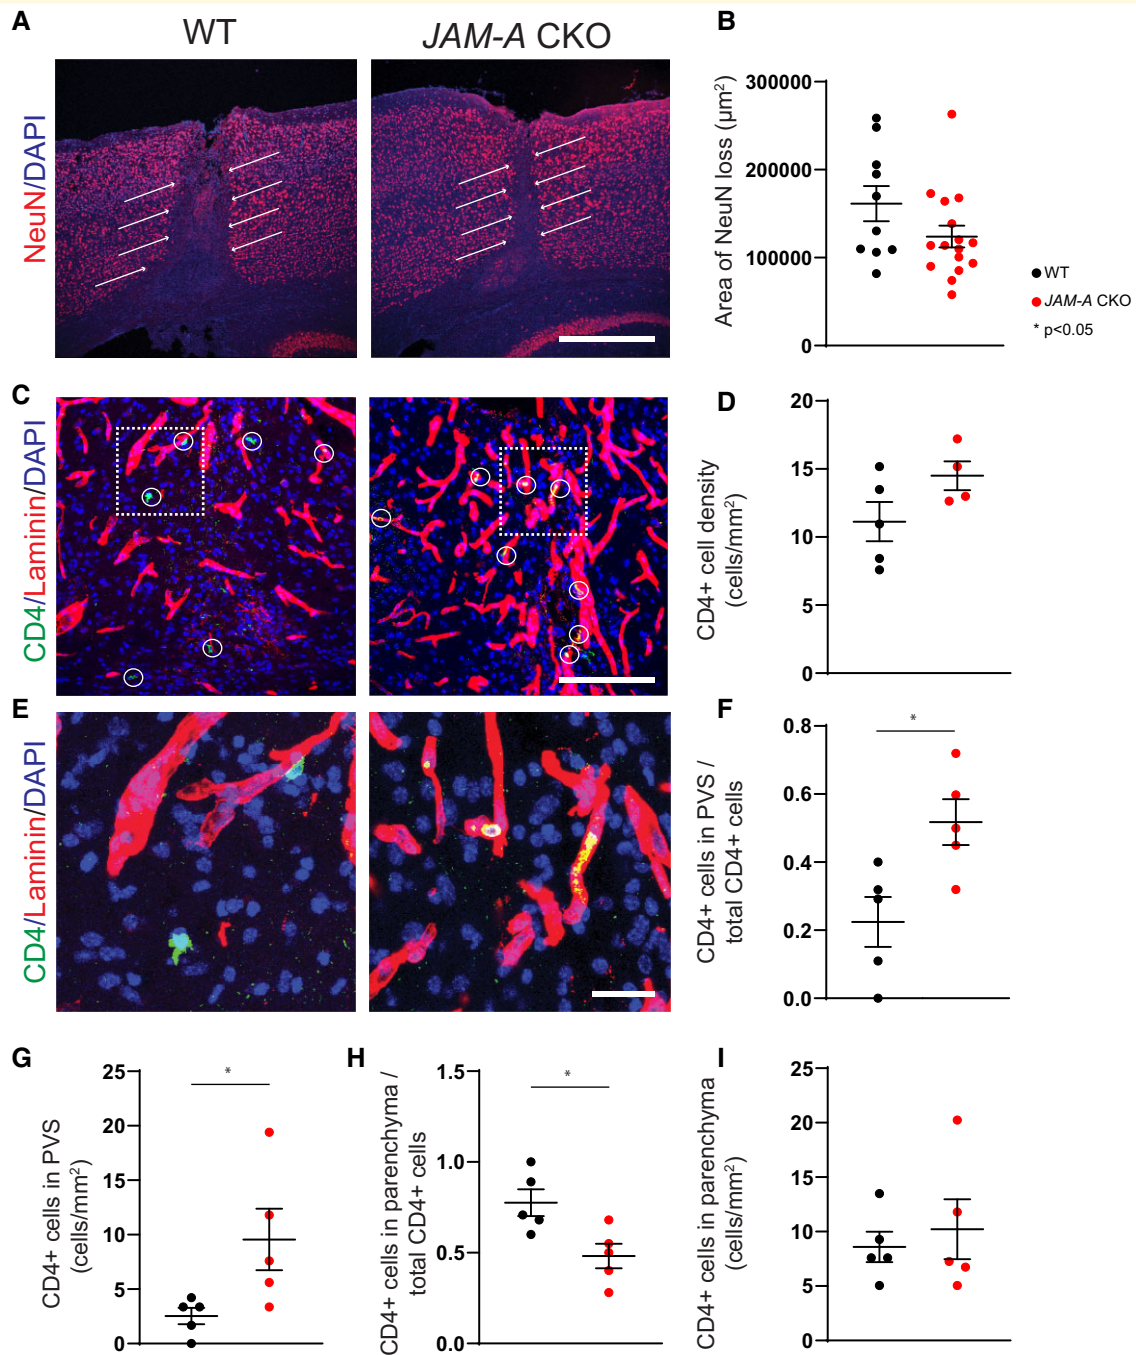 A
WT
JAM-A CKO
NeuN/DAPI
B
Area of NeuN loss (µm²)
300000
200000
100000
0
WT
JAM-A CKO
* p<0.05
C
CD4/Laminin/DAPI
D
CD4+ cell density
(cells/mm²)
20
15
10
5
0
E
CD4/Laminin/DAPI
F
CD4+ cells in PVS /
total CD4+ cells
0.8
0.6
0.4
0.2
0.0
*
G
CD4+ cells in PVS
(cells/mm²)
25
20
15
10
5
0
*
H
CD4+ cells in parenchyma /
total CD4+ cells
1.5
1.0
0.5
0.0
*
I
CD4+ cells in parenchyma
(cells/mm²)
25
20
15
10
5
0